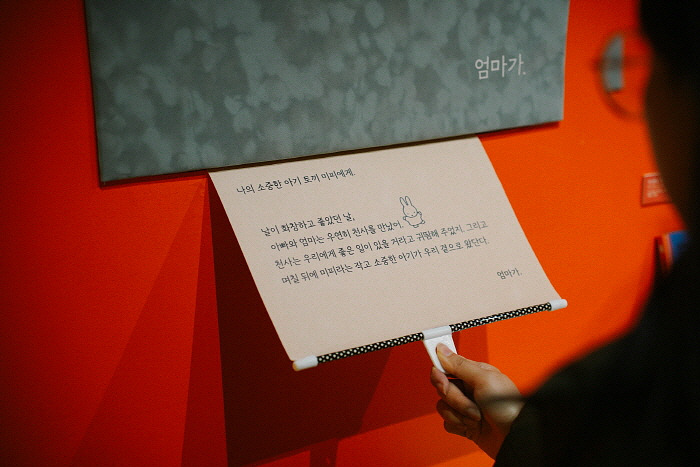 엄마가.
나의 소중한 아기 토끼 미피에게.
날이 화창하고 좋았던 날,
아빠와 엄마는 우연히 천사를 만났어.
천사는 우리에게 좋은 일이 있을 거라고 귀띔해 주었지. 그리고
며칠 뒤에 미피라는 작고 소중한 아기가 우리 곁으로 왔단다.
엄마가.